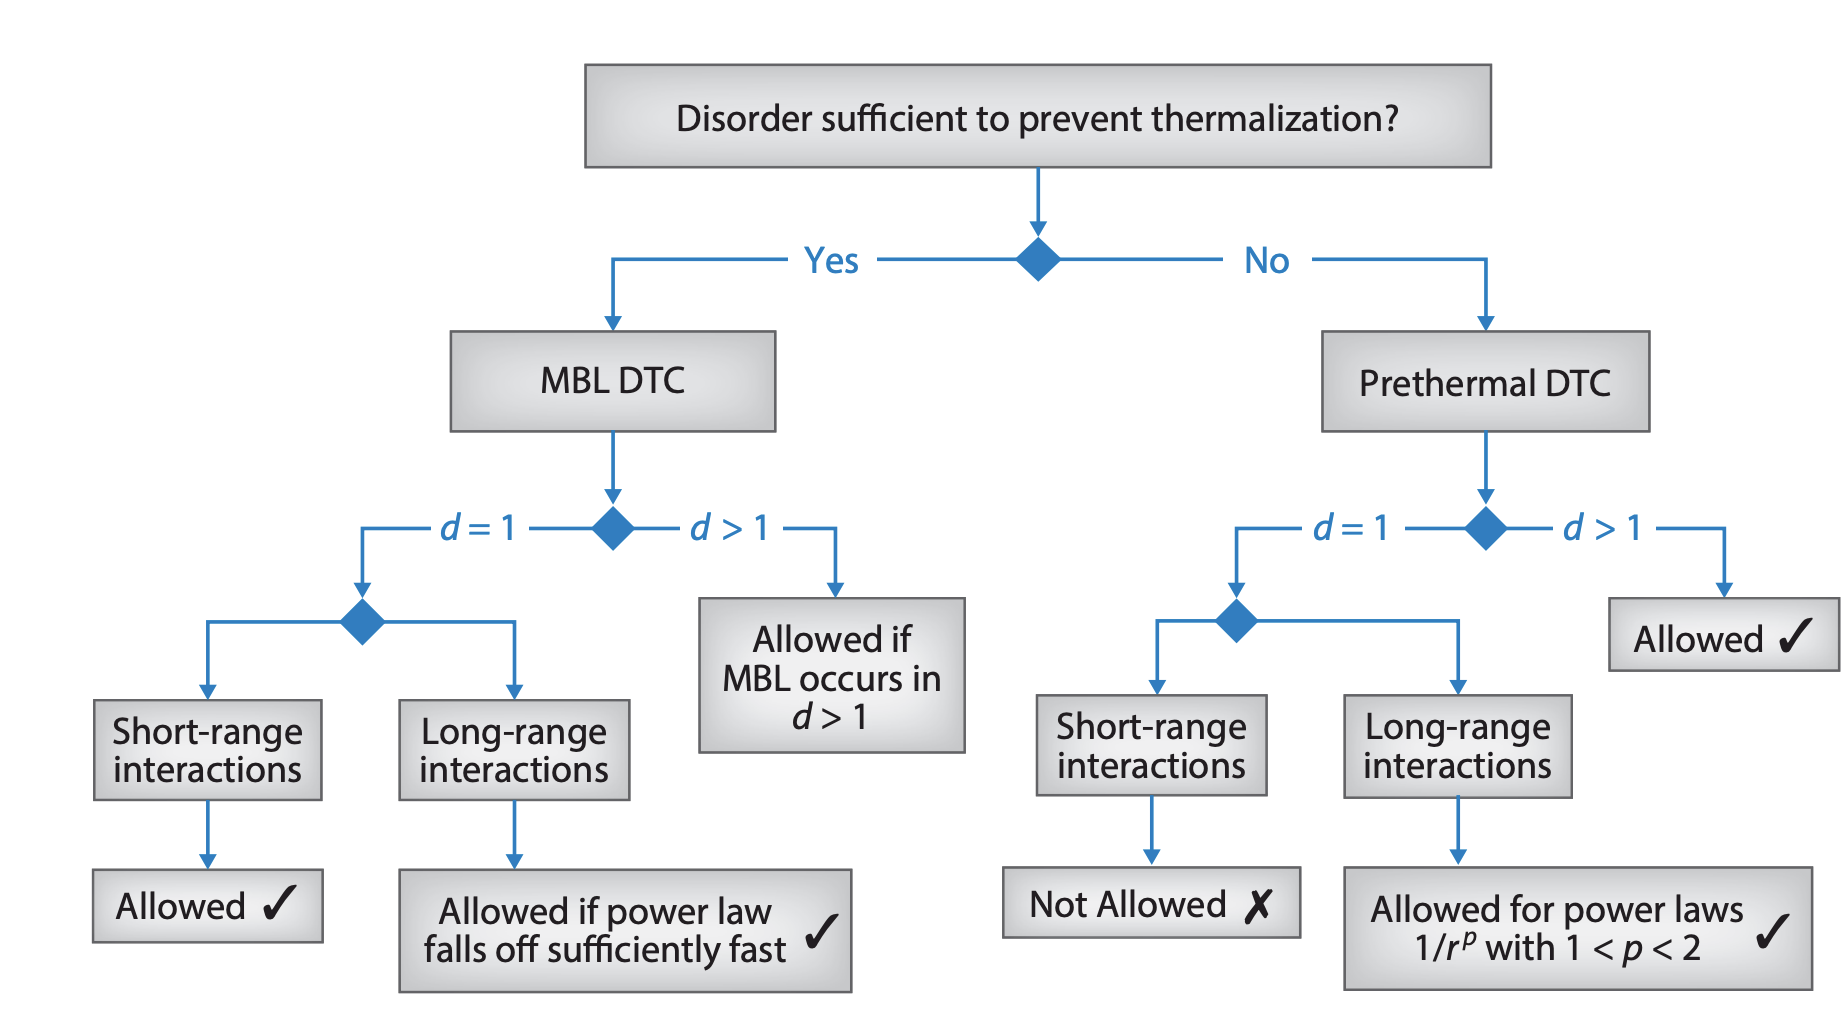 Disorder sufficient to prevent thermalization?
Yes
No
MBL DTC
Prethermal DTC
d = 1
d > 1
d = 1
d > 1
Allowed if
MBL occurs in
d > 1
Allowed ✓
Short-range
interactions
Long-range
interactions
Short-range
interactions
Long-range
interactions
Allowed ✓
Allowed if power law
falls off sufficiently fast ✓
Not Allowed ✗
Allowed for power laws
1/r^p with 1 < p < 2 ✓